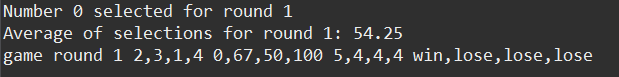 Number 0 selected for round 1
Average of selections for round 1: 54.25
game round 1 2,3,1,4 0,67,50,100 5,4,4,4 win,lose,lose,lose